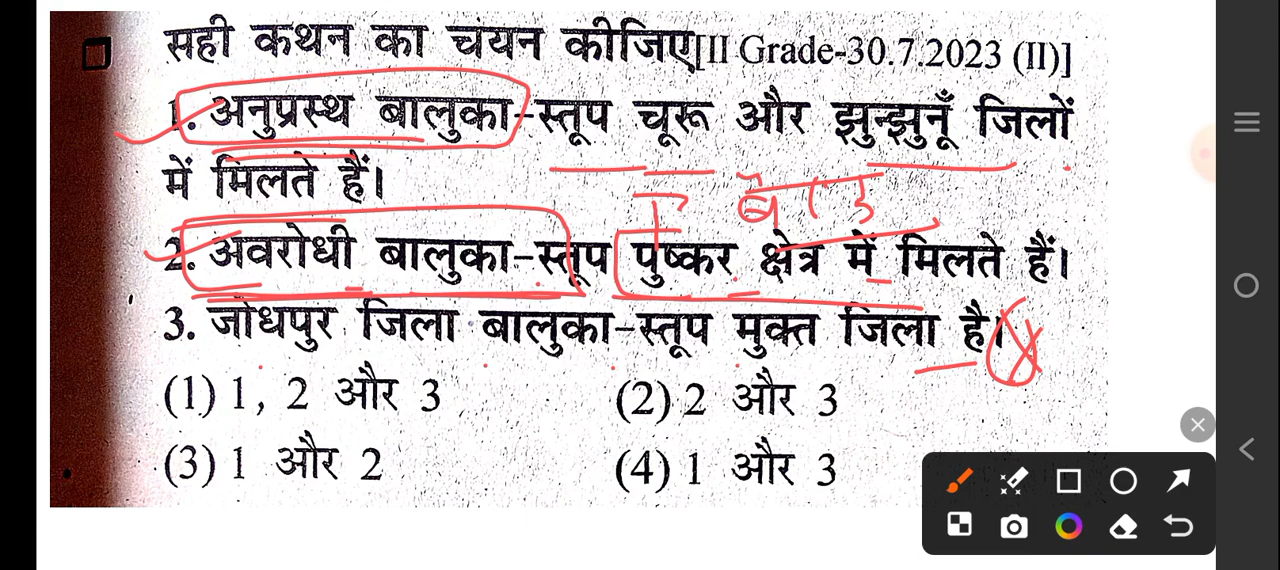 सही कथन का चयन कीजिए[II Grade-30.7.2023 (II)]
1. अनुप्रस्थ बालुका-स्तूप चूरू और झुन्झुनूँ जिलों
में मिलते हैं।
2. अवरोधी बालुका-स्तूप पुष्कर क्षेत्र में मिलते हैं।
3. जोधपुर जिला बालुका-स्तूप मुक्त जिला है।
(1) 1, 2 और 3 (2) 2 और 3
(3) 1 और 2 (4) 1 और 3